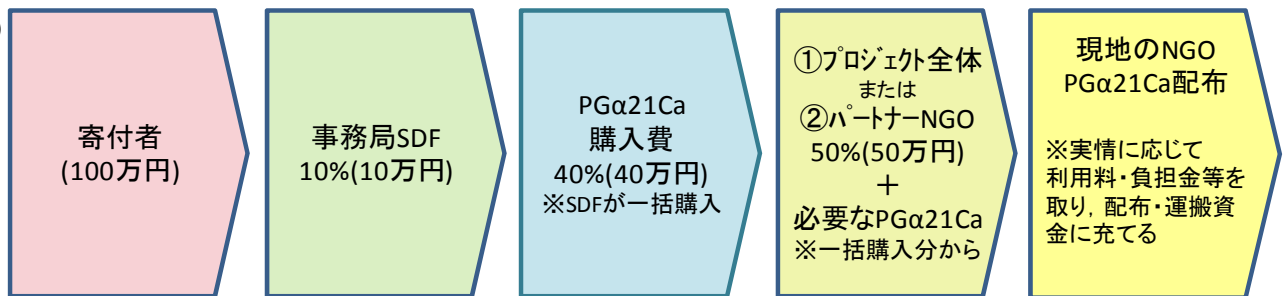 寄付者
(100万円)
事務局SDF
10%(10万円)
PGα21Ca
購入費
40%(40万円)
※SDFが一括購入
①プロジェクト全体
または
②パートナーNGO
50%(50万円)
＋
必要なPGα21Ca
※一括購入分から
現地のNGO
PGα21Ca配布
※実情に応じて
利用料・負担金等を
取り，配布・運搬資
金に充てる